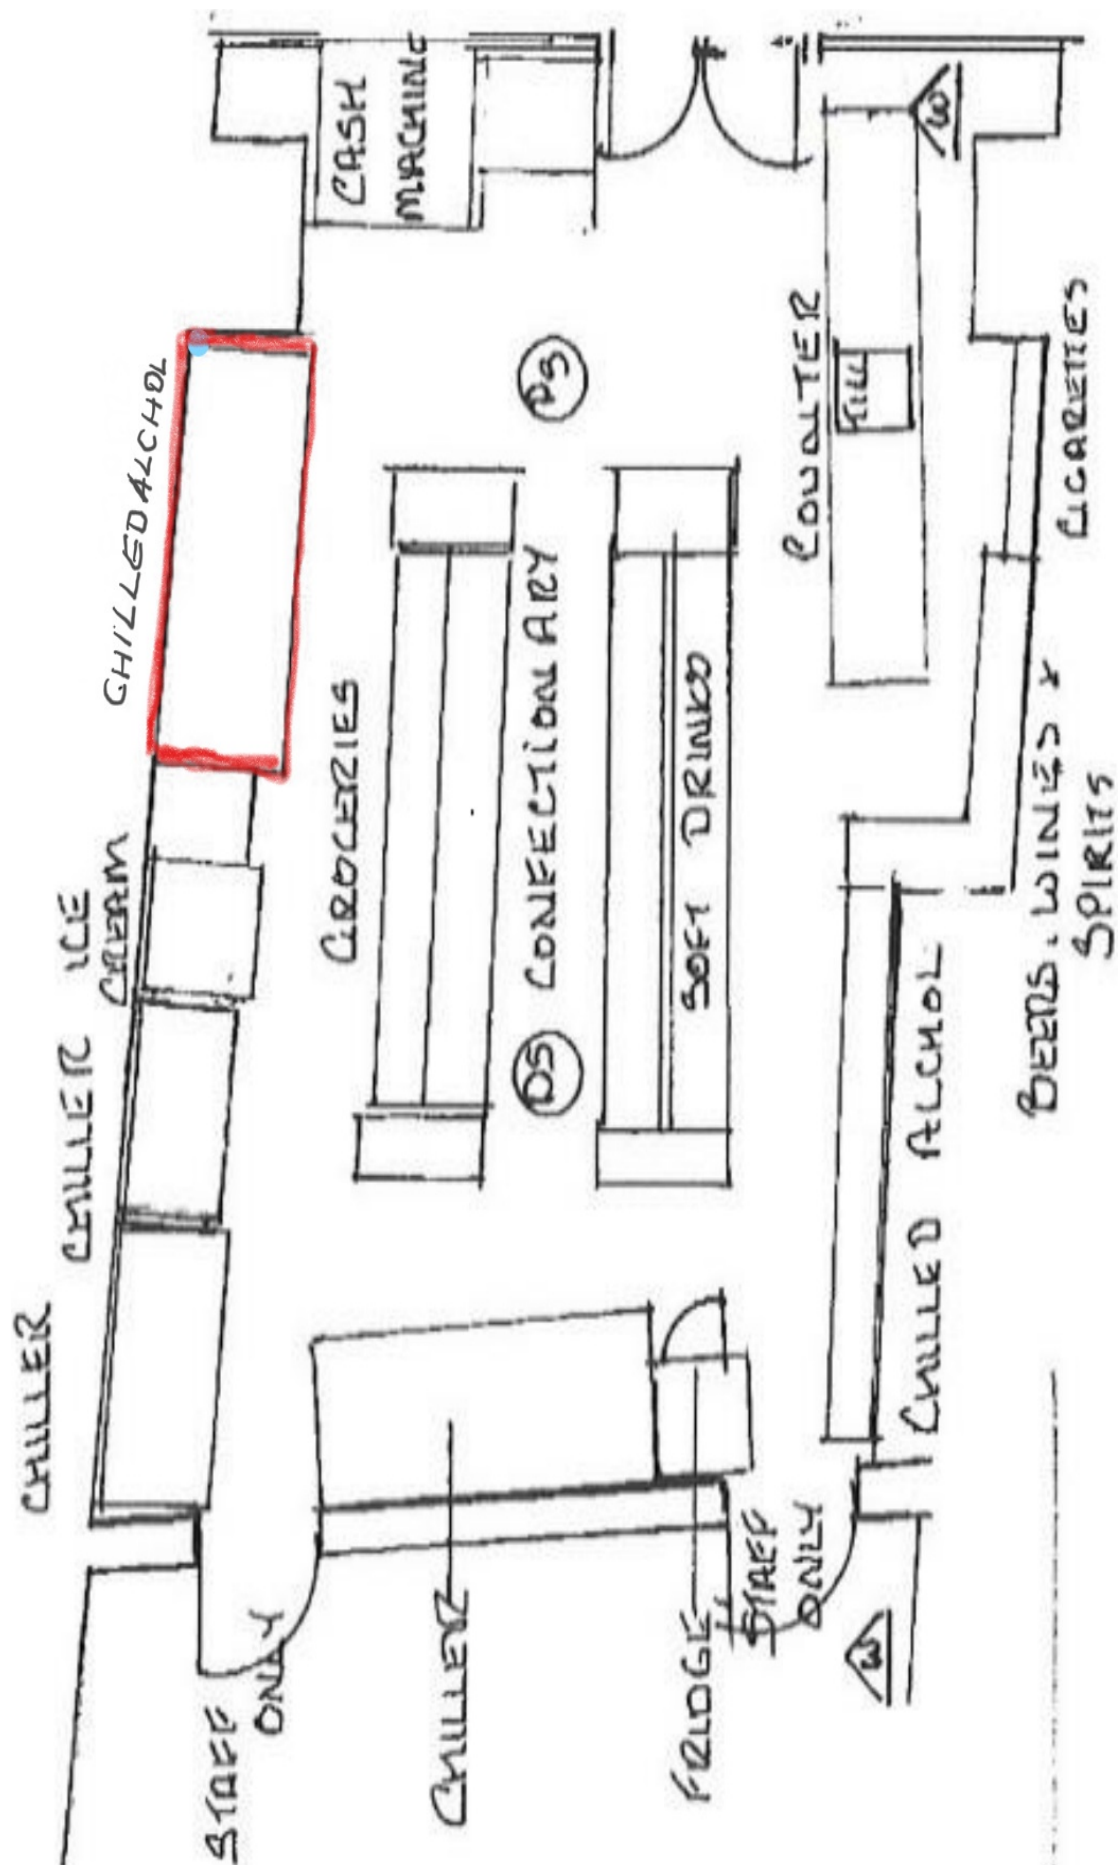 CASH
MACHINE
W
CHILLED ALCHOL
DS
COUNTER
TILL
CIGARETTES
GROCERIES
CONFECTIONARY
SOFT DRINKS
ICE
CREAM
BEERS. WINES &
SPIRITS
CHILLER
DS
CHILLED ALCHOL
CHILLER
STAFF
ONLY
CHILLER
FRIDGE
STAFF
ONLY
W